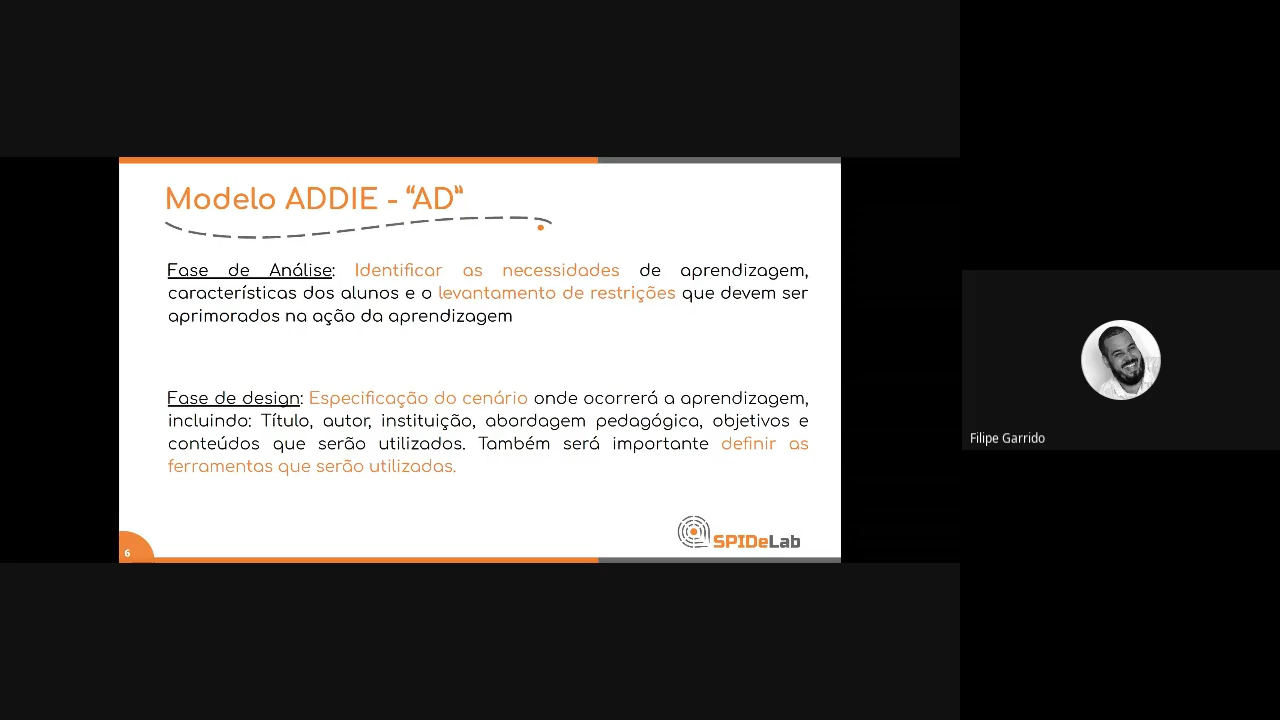 Modelo ADDIE - “AD”
Fase de Análise: Identificar as necessidades de aprendizagem,
características dos alunos e o levantamento de restrições que devem ser
aprimorados na ação da aprendizagem
Fase de design: Especificação do cenário onde ocorrerá a aprendizagem,
incluindo: Título, autor, instituição, abordagem pedagógica, objetivos e
conteúdos que serão utilizados. Também será importante definir as
ferramentas que serão utilizadas.
SPIDeLab
6
Filipe Garrido